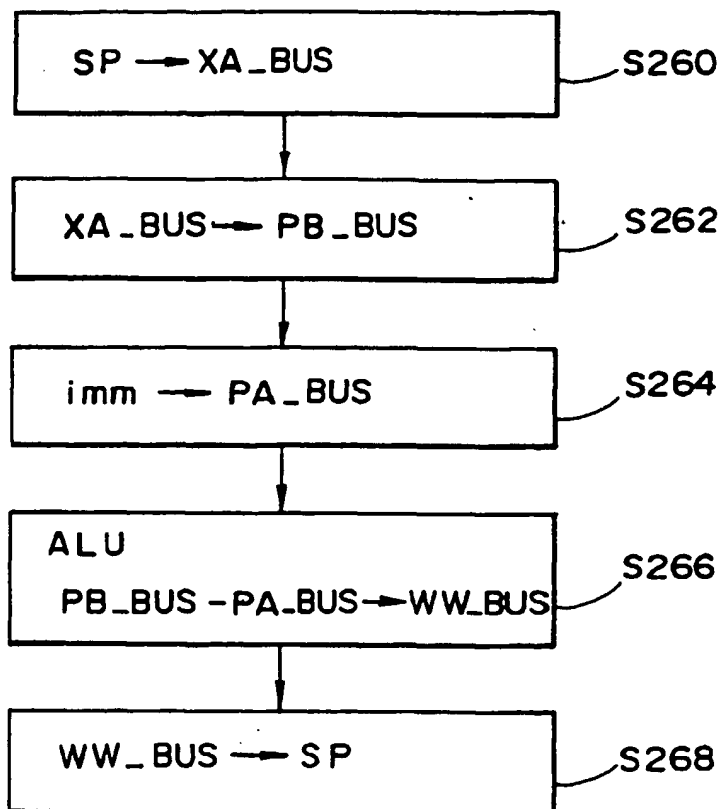 SP → XA_BUS
S260
XA_BUS → PB_BUS
S262
imm → PA_BUS
S264
ALU
PB_BUS - PA_BUS → WW_BUS
S266
WW_BUS → SP
S268